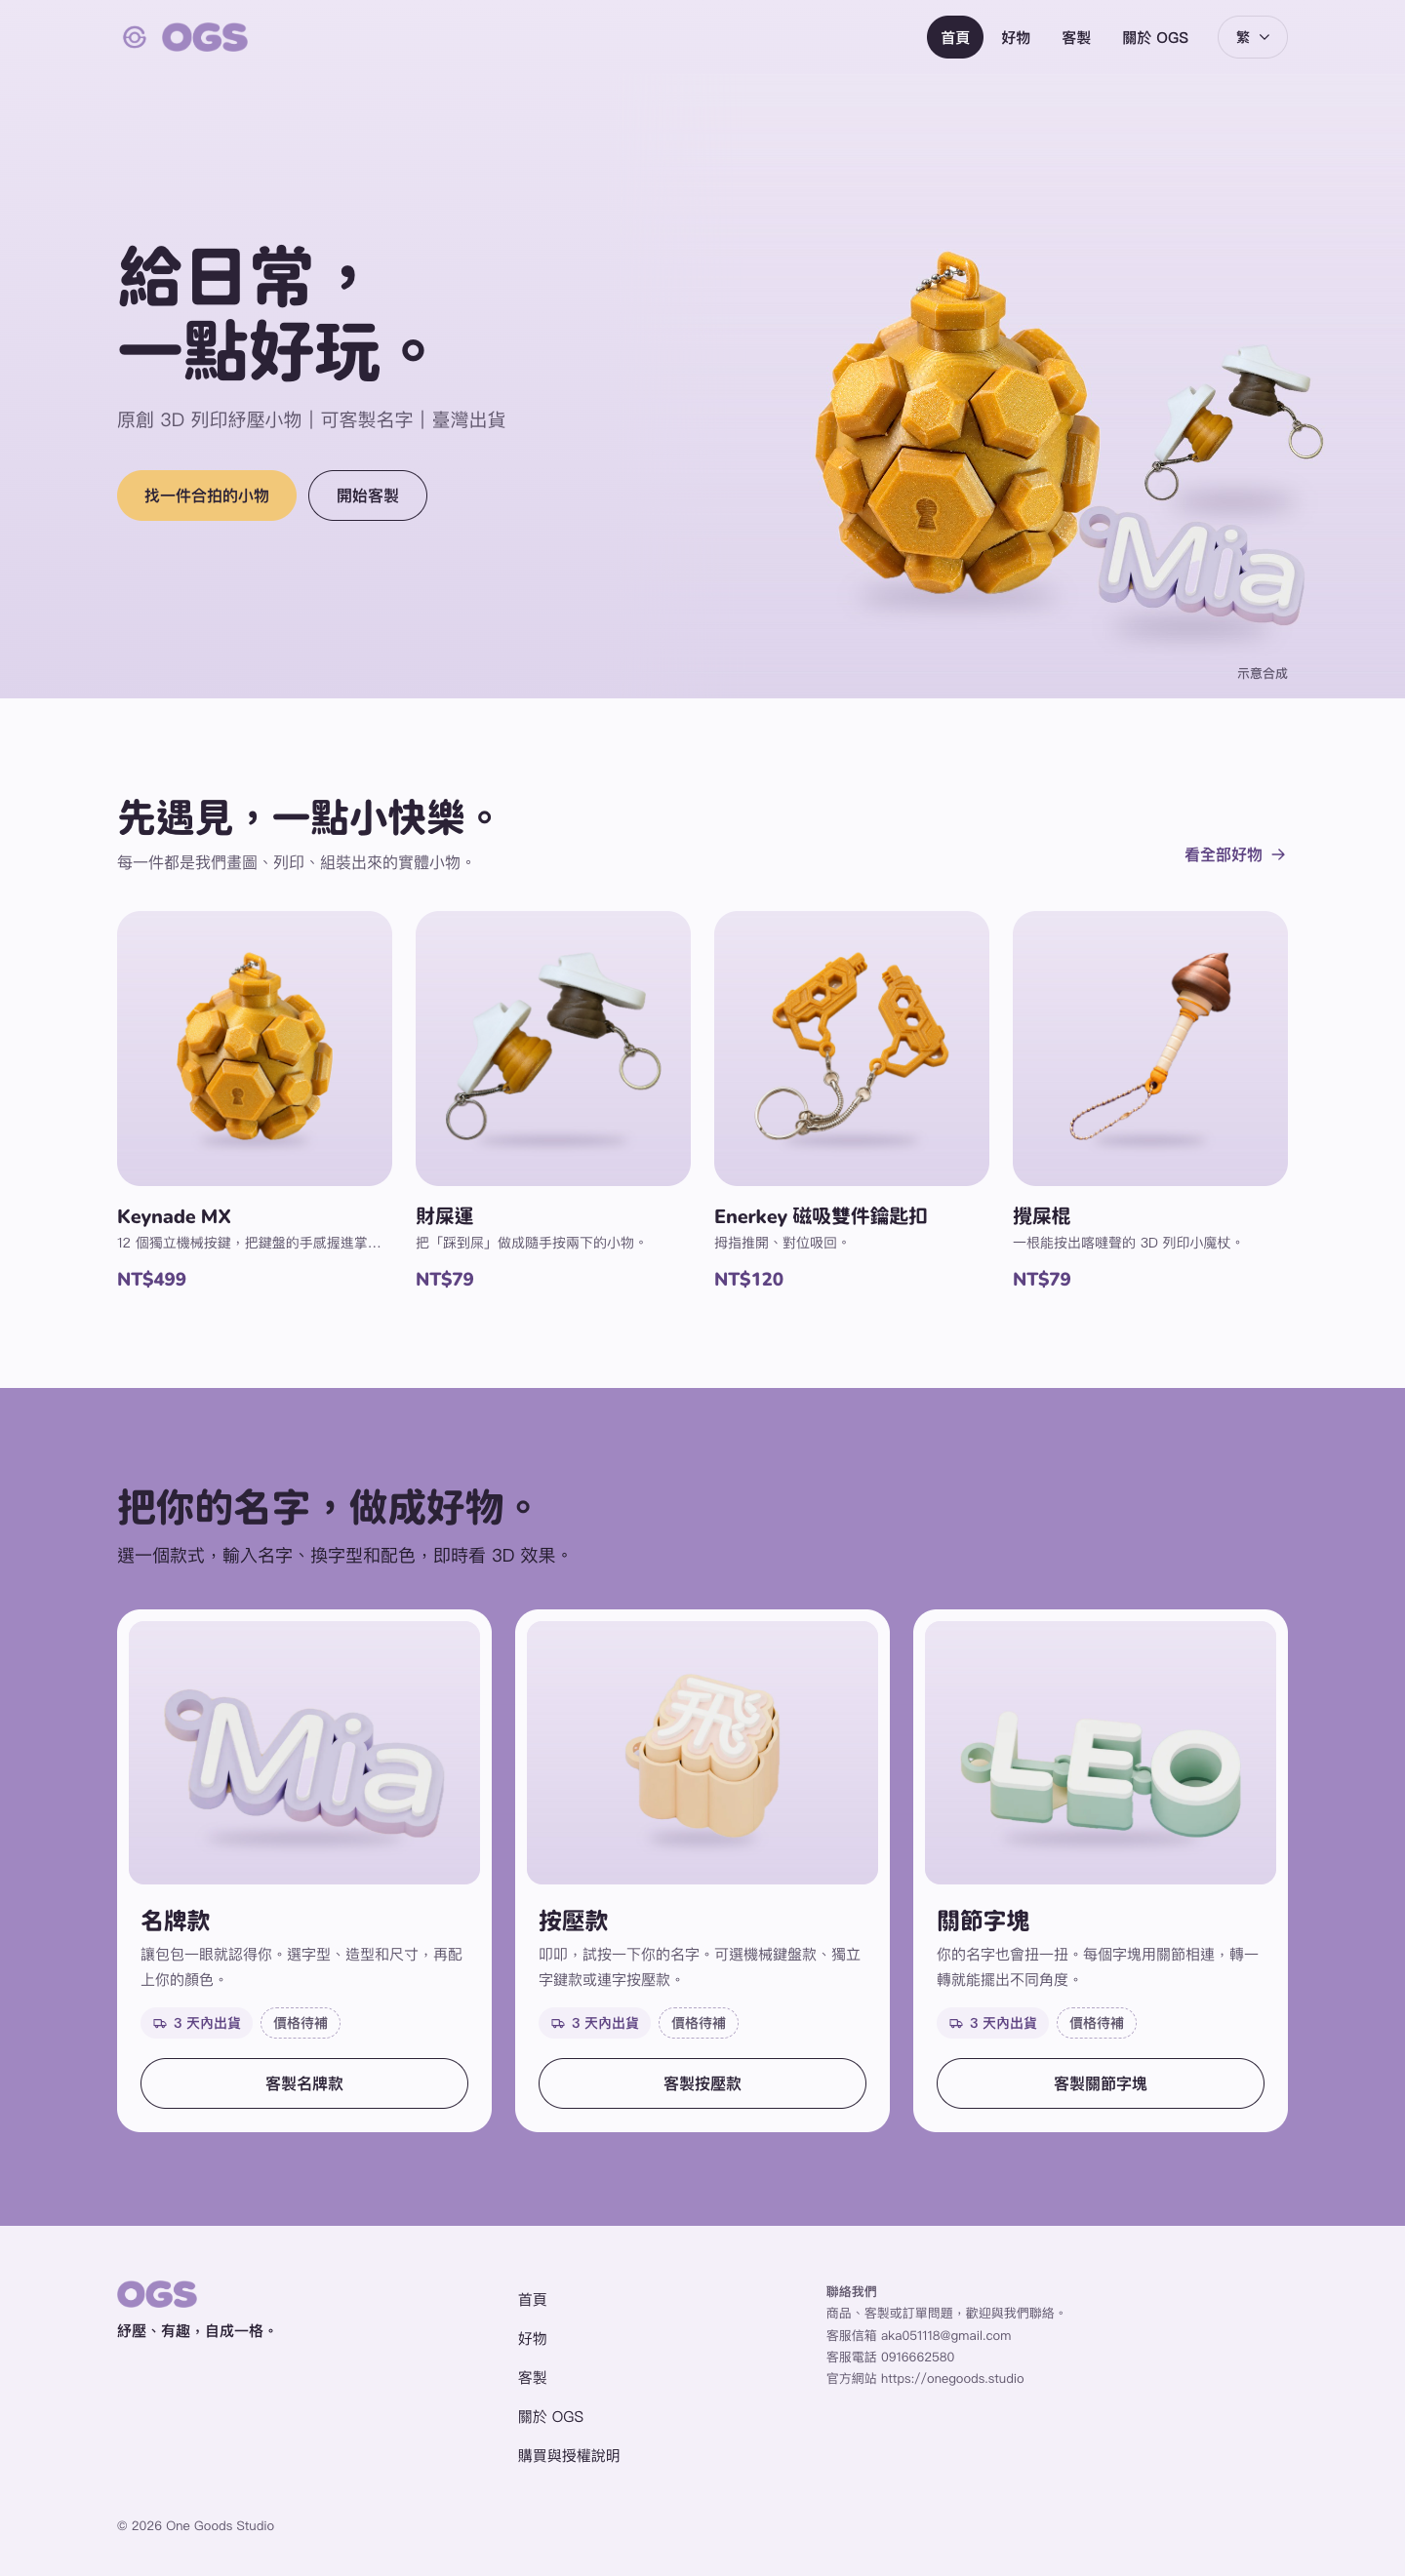 OGS
首頁
好物
客製
關於 OGS
繁
給日常，
一點好玩。
原創 3D 列印紓壓小物｜可客製名字｜臺灣出貨
找一件合拍的小物
開始客製
Mia
示意合成
先遇見，一點小快樂。
每一件都是我們畫圖、列印、組裝出來的實體小物。
看全部好物 →
Keynade MX
12 個獨立機械按鍵，把鍵盤的手感握進掌…
NT$499
財屎運
把「踩到屎」做成隨手按兩下的小物。
NT$79
Enerkey 磁吸雙件鑰匙扣
拇指推開、對位吸回。
NT$120
攪屎棍
一根能按出喀噠聲的 3D 列印小魔杖。
NT$79
把你的名字，做成好物。
選一個款式，輸入名字、換字型和配色，即時看 3D 效果。
Mia
名牌款
讓包包一眼就認得你。選字型、造型和尺寸，再配
上你的顏色。
3 天內出貨
價格待補
客製名牌款
飛
按壓款
叩叩，試按一下你的名字。可選機械鍵盤款、獨立
字鍵款或連字按壓款。
3 天內出貨
價格待補
客製按壓款
LEO
關節字塊
你的名字也會扭一扭。每個字塊用關節相連，轉一
轉就能擺出不同角度。
3 天內出貨
價格待補
客製關節字塊
OGS
紓壓、有趣，自成一格。
首頁
好物
客製
關於 OGS
購買與授權說明
聯絡我們
商品、客製或訂單問題，歡迎與我們聯絡。
客服信箱 aka051118@gmail.com
客服電話 0916662580
官方網站 https://onegoods.studio
© 2026 One Goods Studio